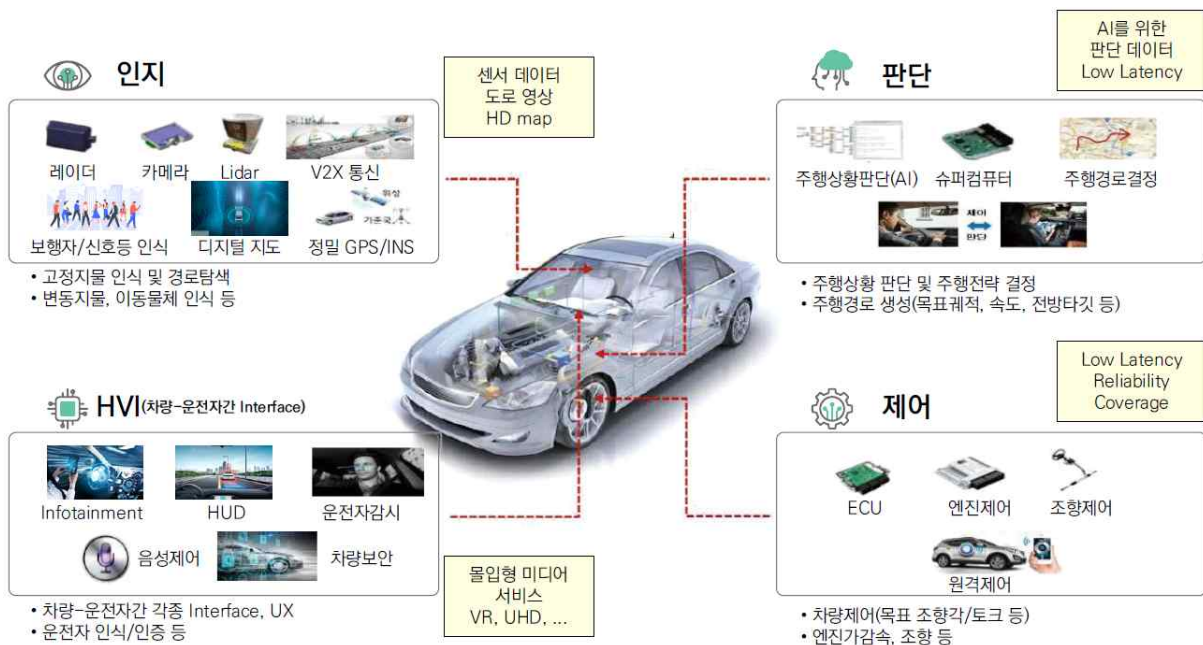 인지
레이더
카메라
Lidar
V2X 통신
위성
기준국
보행자/신호등 인식
디지털 지도
정밀 GPS/INS
• 고정지물 인식 및 경로탐색
• 변동지물, 이동물체 인식 등
센서 데이터
도로 영상
HD map
판단
AI를 위한
판단 데이터
Low Latency
주행상황판단(AI)
슈퍼컴퓨터
주행경로결정
제어
판단
• 주행상황 판단 및 주행전략 결정
• 주행경로 생성(목표궤적, 속도, 전방타깃 등)
HVI(차량-운전자간 Interface)
Infotainment
HUD
운전자감시
음성제어
차량보안
• 차량-운전자간 각종 Interface, UX
• 운전자 인식/인증 등
몰입형 미디어
서비스
VR, UHD, ...
제어
Low Latency
Reliability
Coverage
ECU
엔진제어
조향제어
원격제어
• 차량제어(목표 조향각/토크 등)
• 엔진가감속, 조향 등